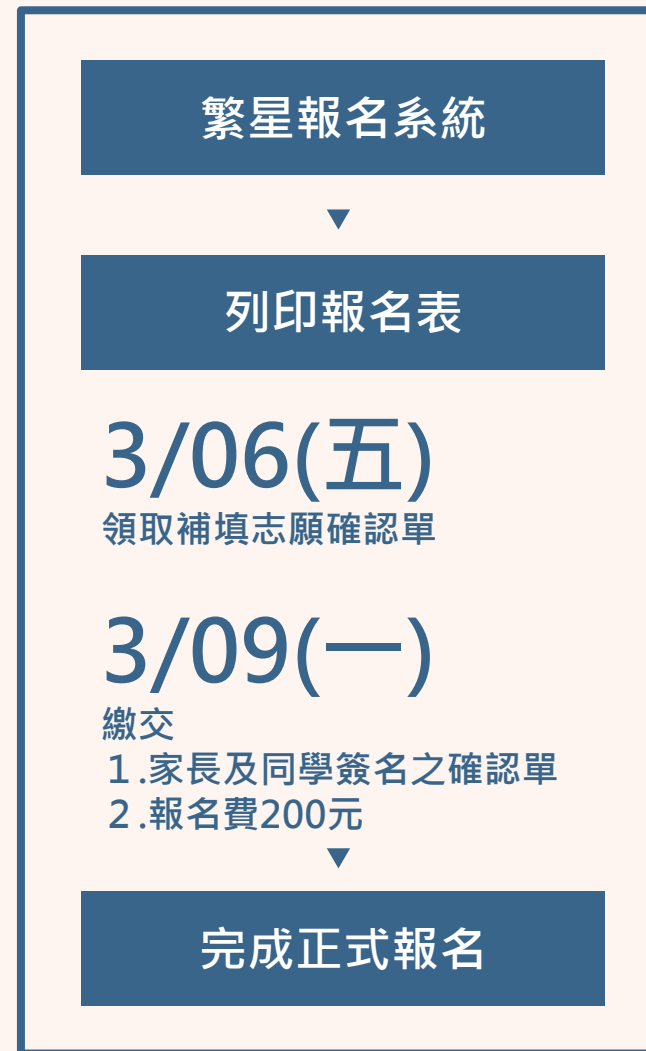 繁星報名系統
▼
列印報名表
3/06(五)
領取補填志願確認單
3/09(一)
繳交
１.家長及同學簽名之確認單
２.報名費200元
▼
完成正式報名